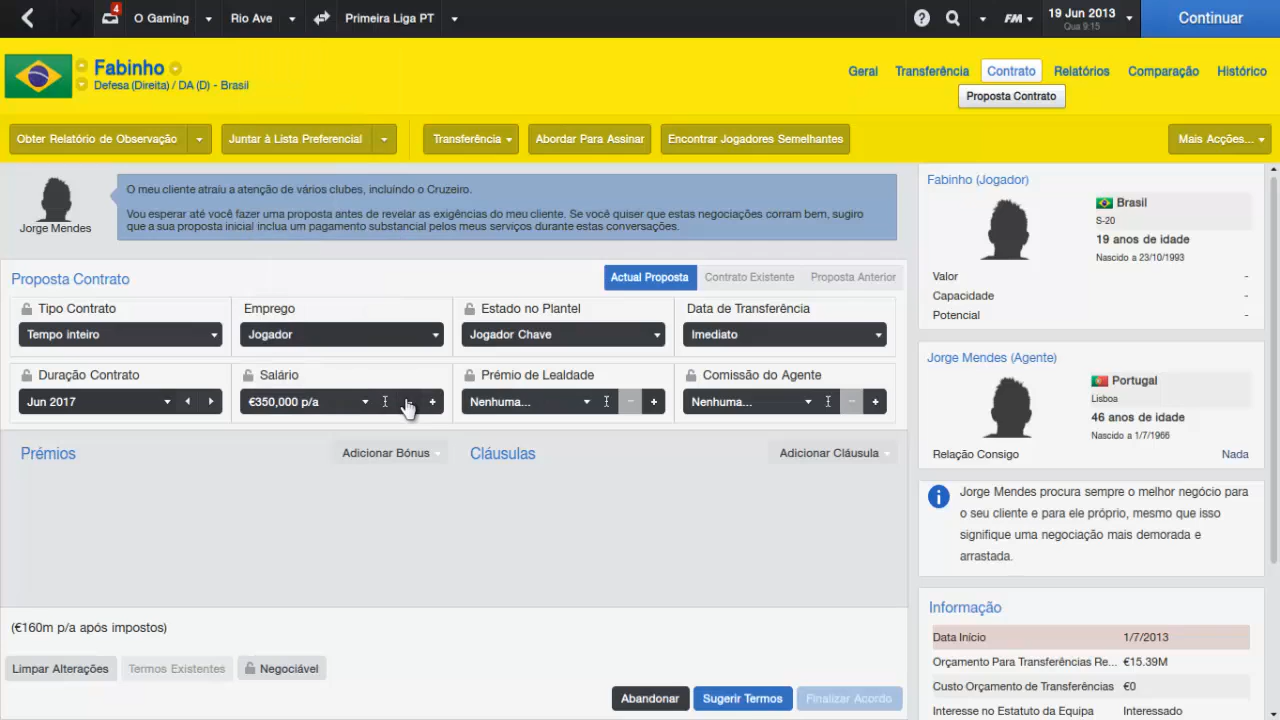 4
O Gaming
Rio Ave
Primeira Liga PT
FM
19 Jun 2013
Qua 9:15
Continuar
Fabinho
Defesa (Direita) / DA (D) - Brasil
Geral
Transferência
Contrato
Relatórios
Comparação
Histórico
Proposta Contrato
Obter Relatório de Observação
Juntar à Lista Preferencial
Transferência
Abordar Para Assinar
Encontrar Jogadores Semelhantes
Mais Acções...
O meu cliente atraiu a atenção de vários clubes, incluíndo o Cruzeiro.
Vou esperar até você fazer uma proposta antes de revelar as exigências do meu cliente. Se você quiser que estas negociações corram bem, sugiro
que a sua proposta inicial inclua um pagamento substancial pelos meus serviços durante estas conversações.
Jorge Mendes
Proposta Contrato
Actual Proposta
Contrato Existente
Proposta Anterior
Tipo Contrato
Emprego
Estado no Plantel
Data de Transferência
Tempo inteiro
Jogador
Jogador Chave
Imediato
Duração Contrato
Salário
Prémio de Lealdade
Comissão do Agente
Jun 2017
€350,000 p/a
Nenhuma...
Nenhuma...
Prémios
Adicionar Bónus
Cláusulas
Adicionar Cláusula
(€160m p/a após impostos)
Limpar Alterações
Termos Existentes
Negociável
Abandonar
Sugerir Termos
Finalizar Acordo
Fabinho (Jogador)
Brasil
S-20
19 anos de idade
Nascido a 23/10/1993
Valor -
Capacidade -
Potencial -
Jorge Mendes (Agente)
Portugal
Lisboa
46 anos de idade
Nascido a 1/7/1966
Relação Consigo Nada
Jorge Mendes procura sempre o melhor negócio para
o seu cliente e para ele próprio, mesmo que isso
signifique uma negociação mais demorada e
arrastada.
Informação
Data Início 1/7/2013
Orçamento Para Transferências Re... €15.39M
Custo Orçamento de Transferências €0
Interesse no Estatuto da Equipa Interessado